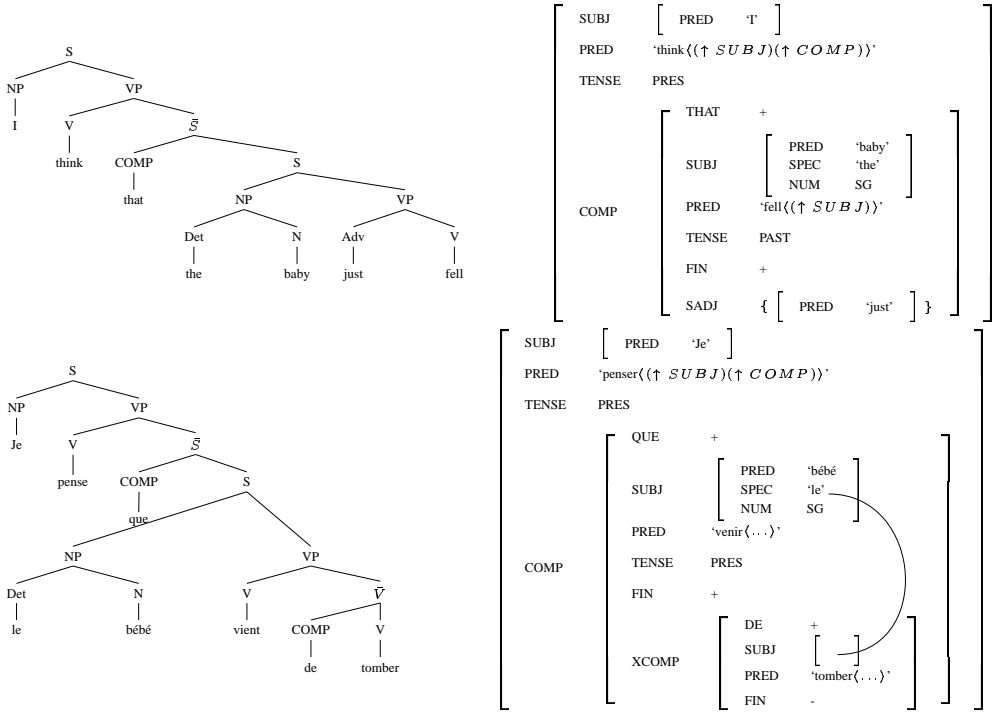 S
NP VP
I V S̄
think COMP S
that NP VP
Det N Adv V
the baby just fell
SUBJ [ PRED ‘I’ ]
PRED ‘think⟨(↑ SUBJ)(↑ COMP)⟩’
TENSE PRES
COMP
THAT +
SUBJ
PRED ‘baby’
SPEC ‘the’
NUM SG
PRED ‘fell⟨(↑ SUBJ)⟩’
TENSE PAST
FIN +
SADJ { [ PRED ‘just’ ] }
S
NP VP
Je V S̄
pense COMP S
que
NP VP
Det N V V̄
le bébé vient COMP V
de tomber
SUBJ [ PRED ‘Je’ ]
PRED ‘penser⟨(↑ SUBJ)(↑ COMP)⟩’
TENSE PRES
COMP
QUE +
SUBJ
PRED ‘bébé
SPEC ‘le’
NUM SG
PRED ‘venir⟨...⟩’
TENSE PRES
FIN +
XCOMP
DE +
SUBJ [ ]
PRED ‘tomber⟨...⟩’
FIN -